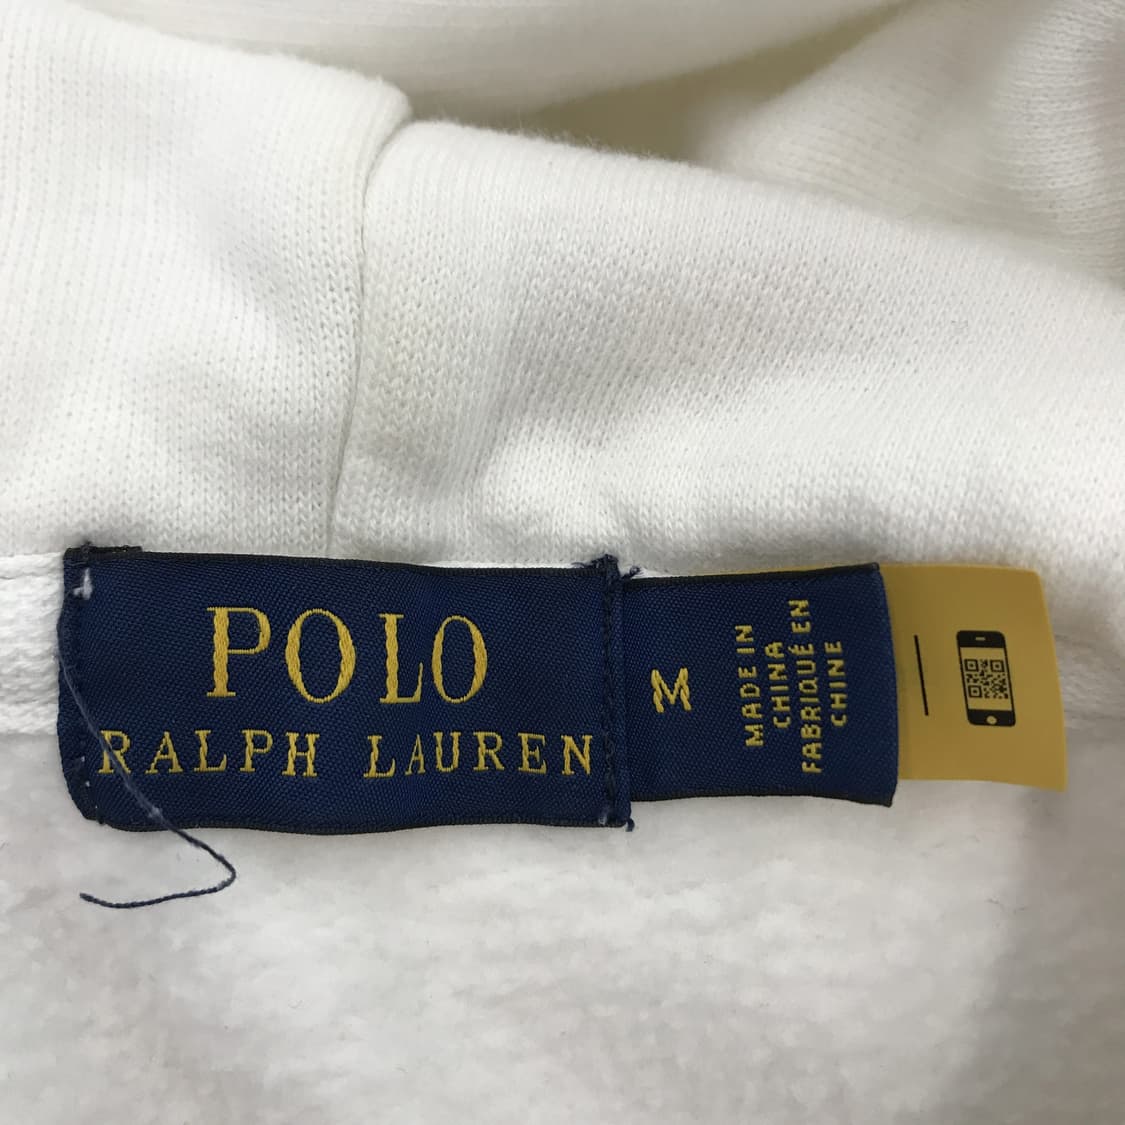 POLO
RALPH LAUREN
M
MADE IN
CHINA
FABRIQUÉ EN
CHINE